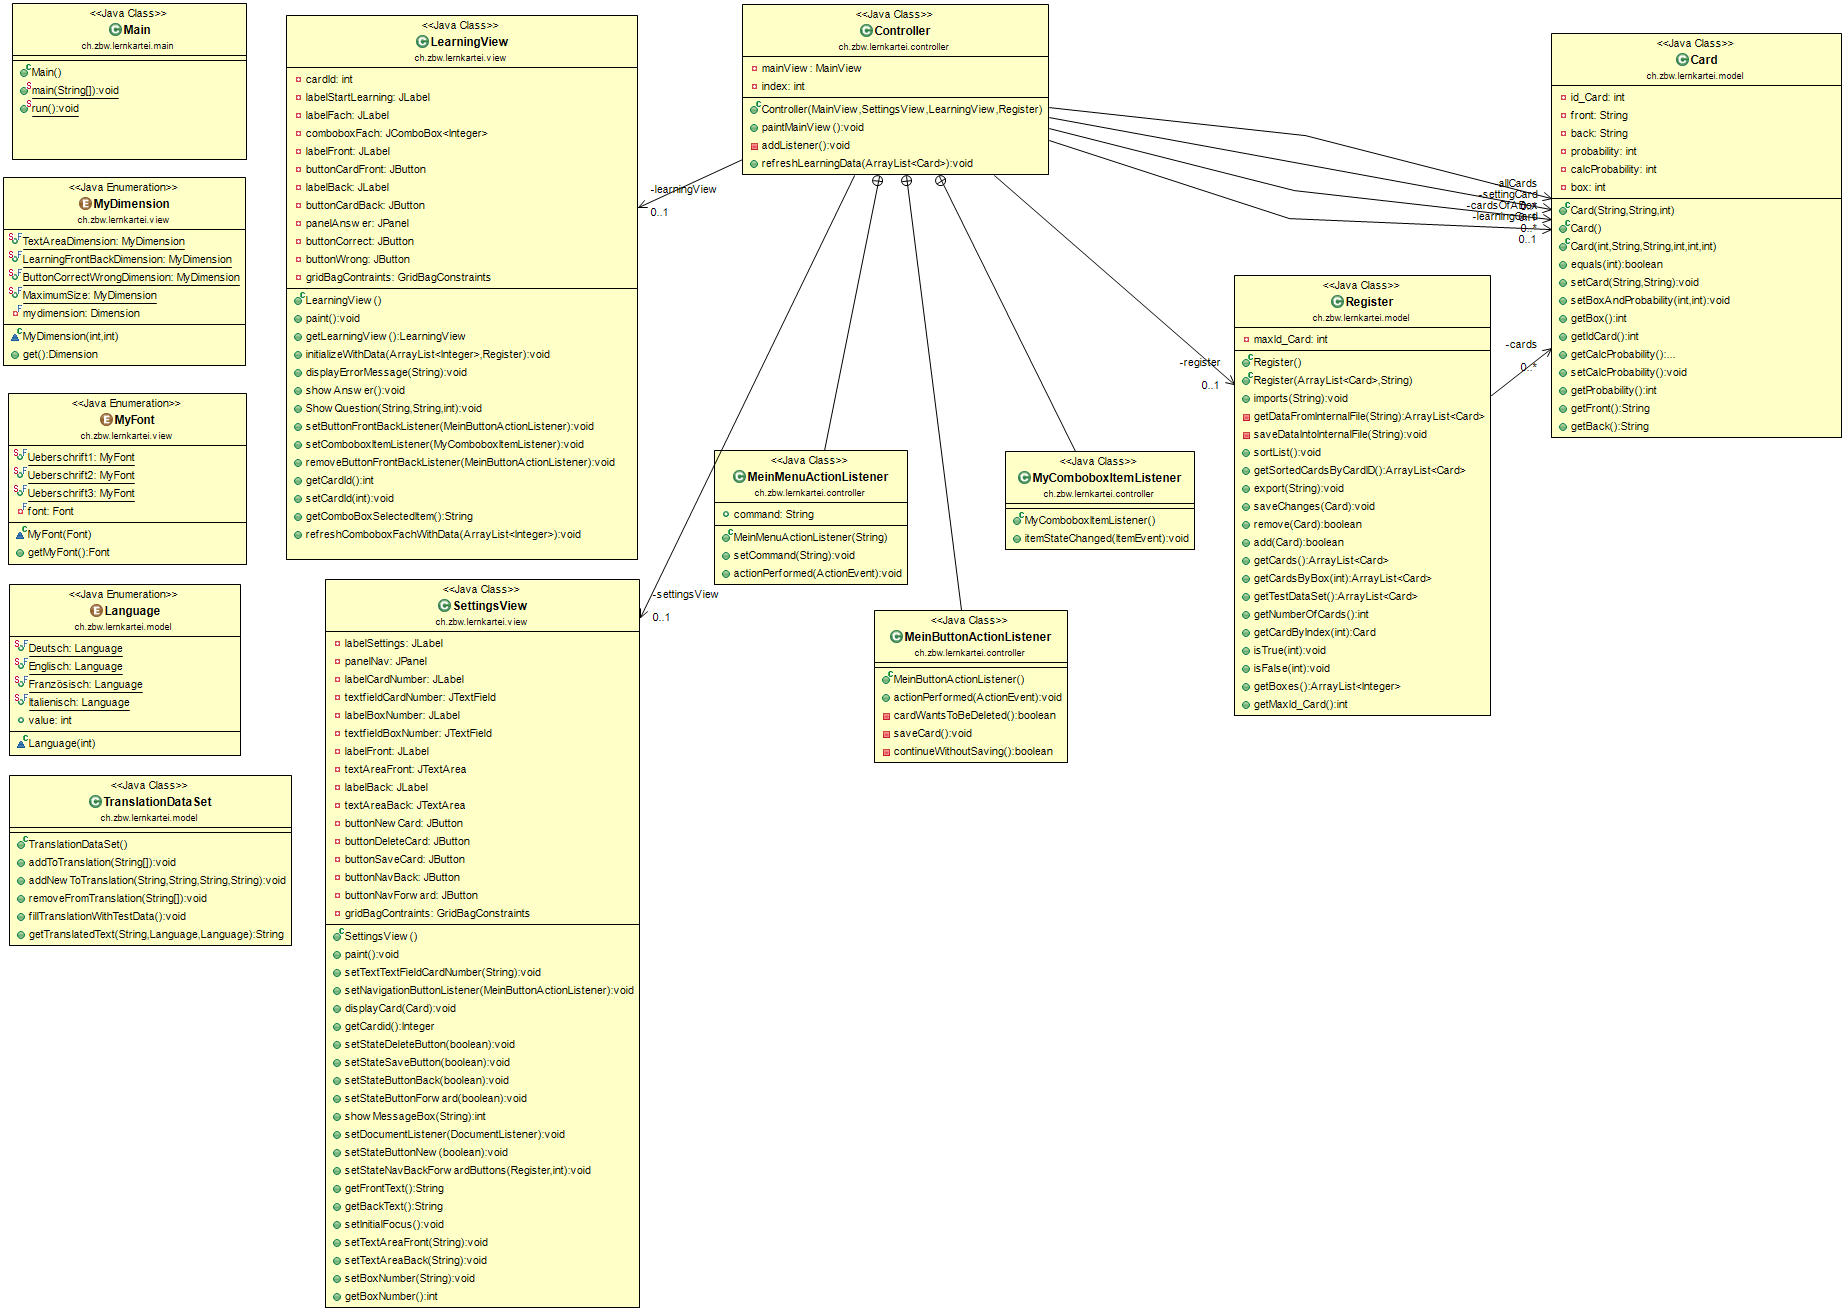 <<Java Class>>
Main
ch.zbw.lernkartei.main
Main()
main(String[]):void
run():void
<<Java Enumeration>>
MyDimension
ch.zbw.lernkartei.view
TextAreaDimension: MyDimension
LearningFrontBackDimension: MyDimension
ButtonCorrectWrongDimension: MyDimension
MaximumSize: MyDimension
mydimension: Dimension
MyDimension(int,int)
get():Dimension
<<Java Enumeration>>
MyFont
ch.zbw.lernkartei.view
Ueberschrift1: MyFont
Ueberschrift2: MyFont
Ueberschrift3: MyFont
font: Font
MyFont(Font)
getMyFont():Font
<<Java Enumeration>>
Language
ch.zbw.lernkartei.model
Deutsch: Language
Englisch: Language
Französisch: Language
Italienisch: Language
value: int
Language(int)
<<Java Class>>
TranslationDataSet
ch.zbw.lernkartei.model
TranslationDataSet()
addToTranslation(String[]):void
addNewToTranslation(String,String,String,String):void
removeFromTranslation(String[]):void
fillTranslationWithTestData():void
getTranslatedText(String,Language,Language):String
<<Java Class>>
LearningView
ch.zbw.lernkartei.view
cardId: int
labelStartLearning: JLabel
labelFach: JLabel
comboboxFach: JComboBox<Integer>
labelFront: JLabel
buttonCardFront: JButton
labelBack: JLabel
buttonCardBack: JButton
panelAnswer: JPanel
buttonCorrect: JButton
buttonWrong: JButton
gridBagContraints: GridBagConstraints
LearningView()
paint():void
getLearningView():LearningView
initializeWithData(ArrayList<Integer>,Register):void
displayErrorMessage(String):void
showAnswer():void
ShowQuestion(String,String,int):void
setButtonFrontBackListener(MeinButtonActionListener):void
setComboboxItemListener(MyComboboxItemListener):void
removeButtonFrontBackListener(MeinButtonActionListener):void
getCardId():int
setCardId(int):void
getComboBoxSelectedItem():String
refreshComboboxFachWithData(ArrayList<Integer>):void
<<Java Class>>
SettingsView
ch.zbw.lernkartei.view
labelSettings: JLabel
panelNav: JPanel
labelCardNumber: JLabel
textfieldCardNumber: JTextField
labelBoxNumber: JLabel
textfieldBoxNumber: JTextField
labelFront: JLabel
textAreaFront: JTextArea
labelBack: JLabel
textAreaBack: JTextArea
buttonNewCard: JButton
buttonDeleteCard: JButton
buttonSaveCard: JButton
buttonNavBack: JButton
buttonNavForward: JButton
gridBagContraints: GridBagConstraints
SettingsView()
paint():void
setTextTextFieldCardNumber(String):void
setNavigationButtonListener(MeinButtonActionListener):void
displayCard(Card):void
getCardid():Integer
setStateDeleteButton(boolean):void
setStateSaveButton(boolean):void
setStateButtonBack(boolean):void
setStateButtonForward(boolean):void
showMessageBox(String):int
setDocumentListener(DocumentListener):void
setStateButtonNew(boolean):void
setStateNavBackForwardButtons(Register,int):void
getFrontText():String
getBackText():String
setInitialFocus():void
setTextAreaFront(String):void
setTextAreaBack(String):void
setBoxNumber(String):void
getBoxNumber():int
<<Java Class>>
Controller
ch.zbw.lernkartei.controller
mainView: MainView
index: int
Controller(MainView,SettingsView,LearningView,Register)
paintMainView():void
addListener():void
refreshLearningData(ArrayList<Card>):void
-learningView
0..1
-settingsView
0..1
-register
0..1
<<Java Class>>
MeinMenuActionListener
ch.zbw.lernkartei.controller
command: String
MeinMenuActionListener(String)
setCommand(String):void
actionPerformed(ActionEvent):void
<<Java Class>>
MyComboboxItemListener
ch.zbw.lernkartei.controller
MyComboboxItemListener()
itemStateChanged(ItemEvent):void
<<Java Class>>
MeinButtonActionListener
ch.zbw.lernkartei.controller
MeinButtonActionListener()
actionPerformed(ActionEvent):void
cardWantsToBeDeleted():boolean
saveCard():void
continueWithoutSaving():boolean
<<Java Class>>
Register
ch.zbw.lernkartei.model
maxId_Card: int
Register()
Register(ArrayList<Card>,String)
imports(String):void
getDataFromInternalFile(String):ArrayList<Card>
saveDataIntoInternalFile(String):void
sortList():void
getSortedCardsByCardID():ArrayList<Card>
export(String):void
saveChanges(Card):void
remove(Card):boolean
add(Card):boolean
getCards():ArrayList<Card>
getCardsByBox(int):ArrayList<Card>
getTestDataSet():ArrayList<Card>
getNumberOfCards():int
getCardByIndex(int):Card
isTrue(int):void
isFalse(int):void
getBoxes():ArrayList<Integer>
getMaxId_Card():int
allCards
-settingCard
-cardsOfABox
-learningCard
0..*
0..1
-cards
0..*
<<Java Class>>
Card
ch.zbw.lernkartei.model
id_Card: int
front: String
back: String
probability: int
calcProbability: int
box: int
Card(String,String,int)
Card()
Card(int,String,String,int,int,int)
equals(int):boolean
setCard(String,String):void
setBoxAndProbability(int,int):void
getBox():int
getIdCard():int
getCalcProbability():...
setCalcProbability():void
getProbability():int
getFront():String
getBack():String